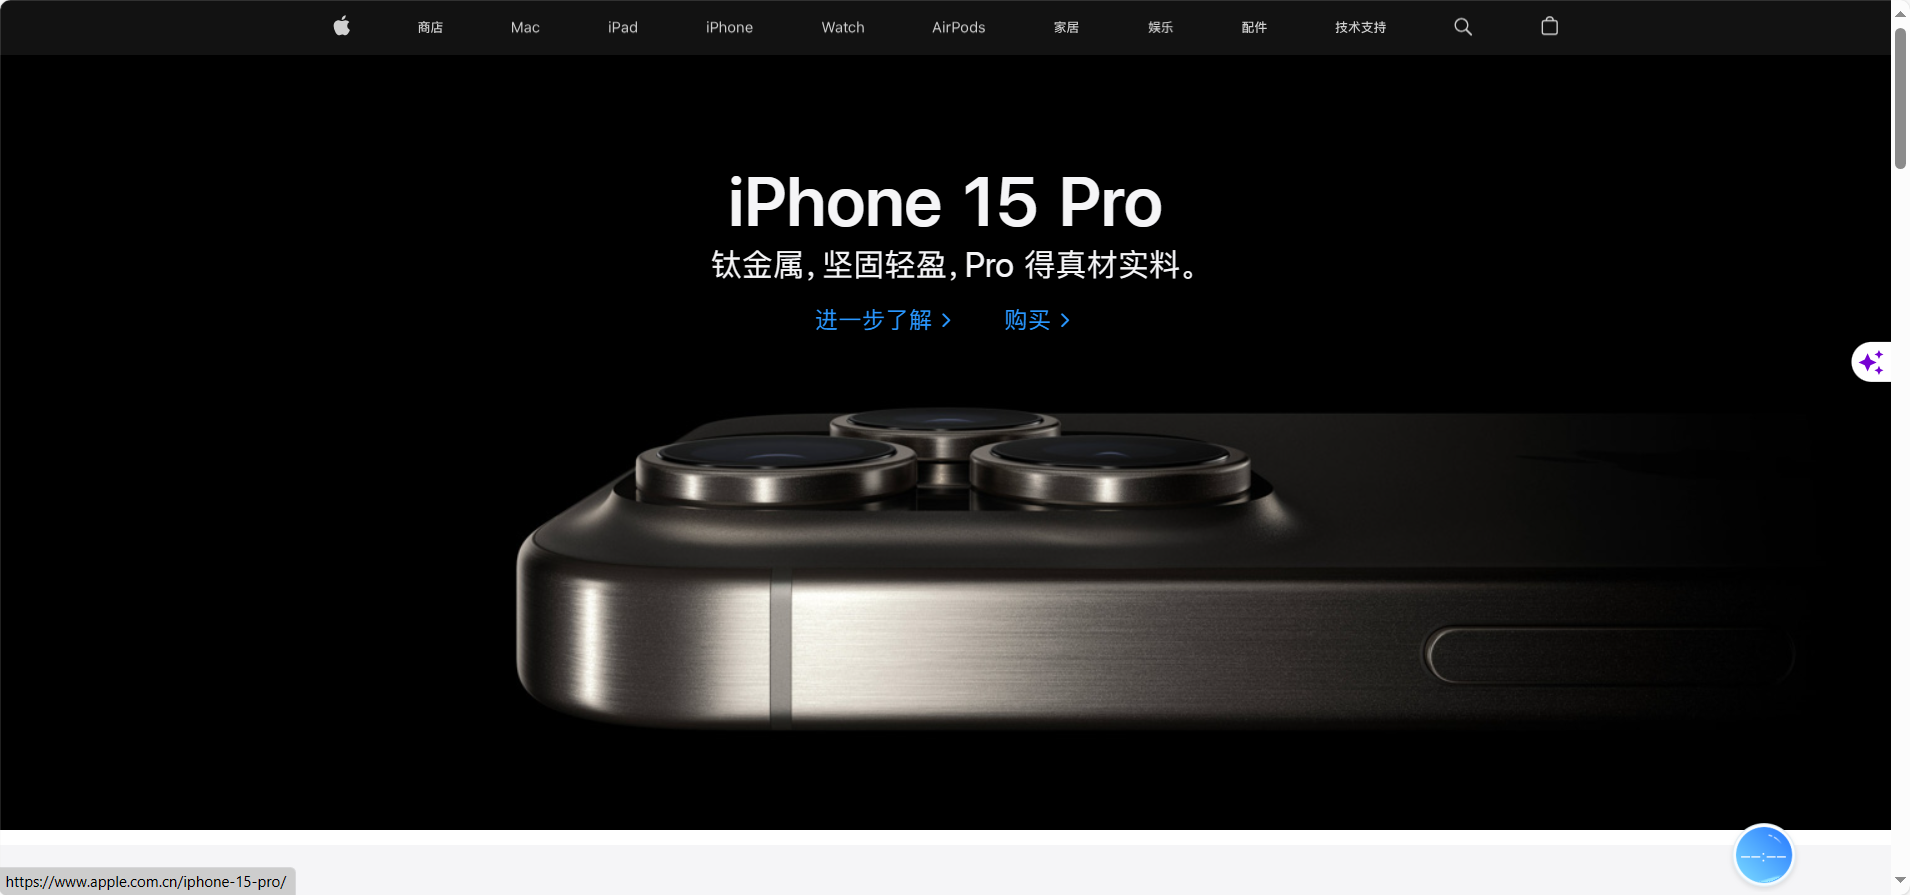 商店 Mac iPad iPhone Watch AirPods 家居 娱乐 配件 技术支持
iPhone 15 Pro
钛金属，坚固轻盈，Pro 得真材实料。
进一步了解 > 购买 >
--:--
https://www.apple.com.cn/iphone-15-pro/